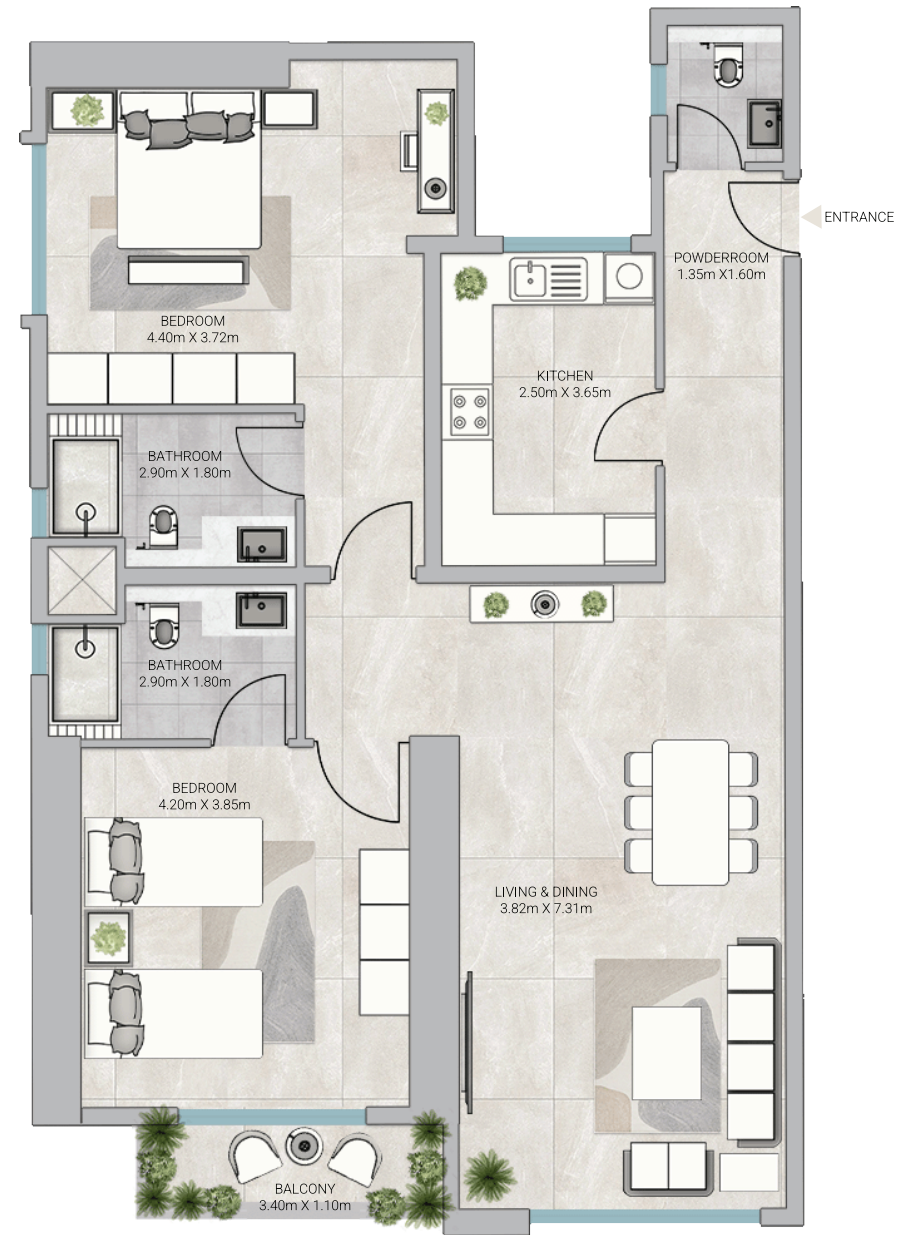 ENTRANCE
POWDERROOM
1.35m X1.60m
BEDROOM
4.40m X 3.72m
KITCHEN
2.50m X 3.65m
BATHROOM
2.90m X 1.80m
BATHROOM
2.90m X 1.80m
BEDROOM
4.20m X 3.85m
LIVING & DINING
3.82m X 7.31m
BALCONY
3.40m X 1.10m